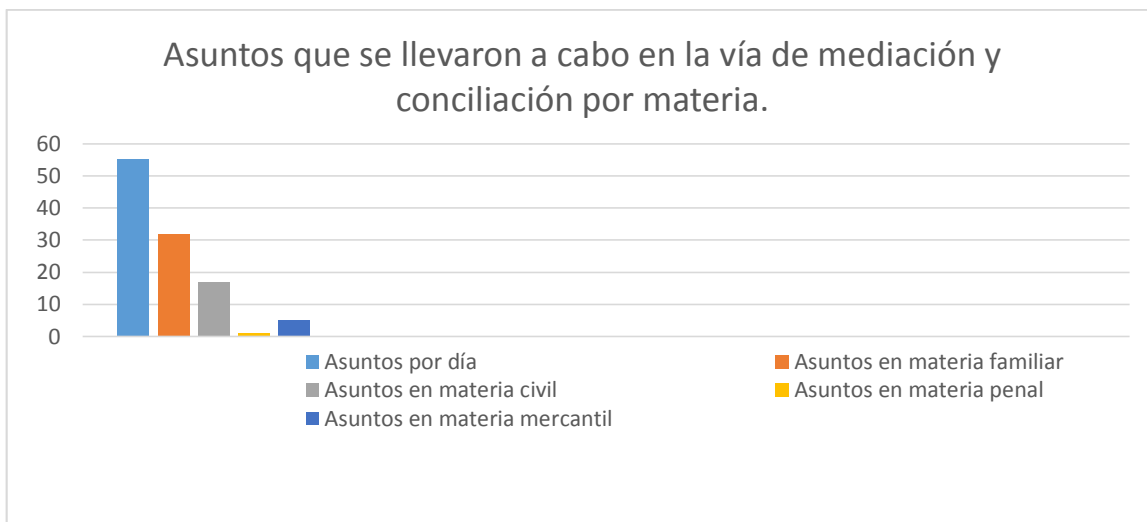 Asuntos que se llevaron a cabo en la vía de mediación y
conciliación por materia.
60
50
40
30
20
10
0
Asuntos por día
Asuntos en materia familiar
Asuntos en materia civil
Asuntos en materia penal
Asuntos en materia mercantil